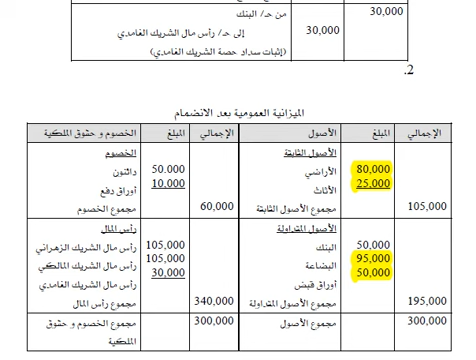 30,000 من حـ/ البنك
30,000 إلى حـ/ رأس مال الشريك الغامدي
(إثبات سداد حصة الشريك الغامدي)
.2
الميزانية العمومية بعد الانضمام
الإجمالي المبلغ الأصول الإجمالي المبلغ الخصوم و حقوق الملكية
الأصول الثابتة الخصوم
80,000 الأراضي 50.000 دائنون
25,000 الأثاث 10,000 أوراق دفع
105,000 مجموع الأصول الثابتة 60,000 مجموع الخصوم
الأصول المتداولة رأس المال
50,000 البنك 105,000 رأس مال الشريك الزهراني
95,000 البضاعة 105,000 رأس مال الشريك المالكي
50,000 أوراق قبض 30,000 رأس مال الشريك الغامدي
195,000 مجموع الأصول المتداولة 340,000 مجموع رأس المال
300,000 مجموع الأصول 300,000 مجموع الخصوم و حقوق
الملكية